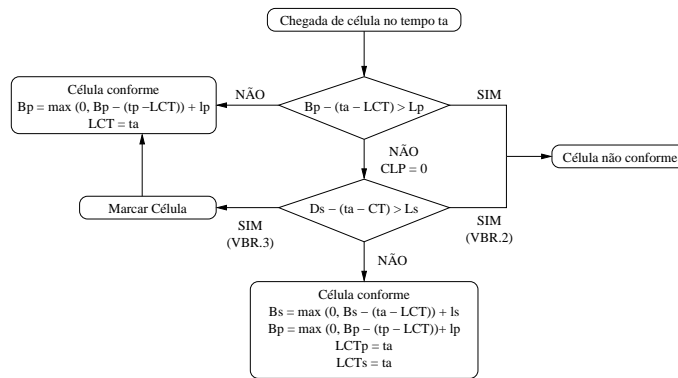 Chegada de célula no tempo ta
Célula conforme
Bp = max (0, Bp – (tp –LCT)) + lp
LCT = ta
NÃO
Bp – (ta – LCT) > Lp
SIM
NÃO
CLP = 0
Célula não conforme
Marcar Célula
SIM
(VBR.3)
Ds – (ta – CT) > Ls
SIM
(VBR.2)
NÃO
Célula conforme
Bs = max (0, Bs – (ta – LCT)) + ls
Bp = max (0, Bp – (tp – LCT))+ lp
LCTp = ta
LCTs = ta